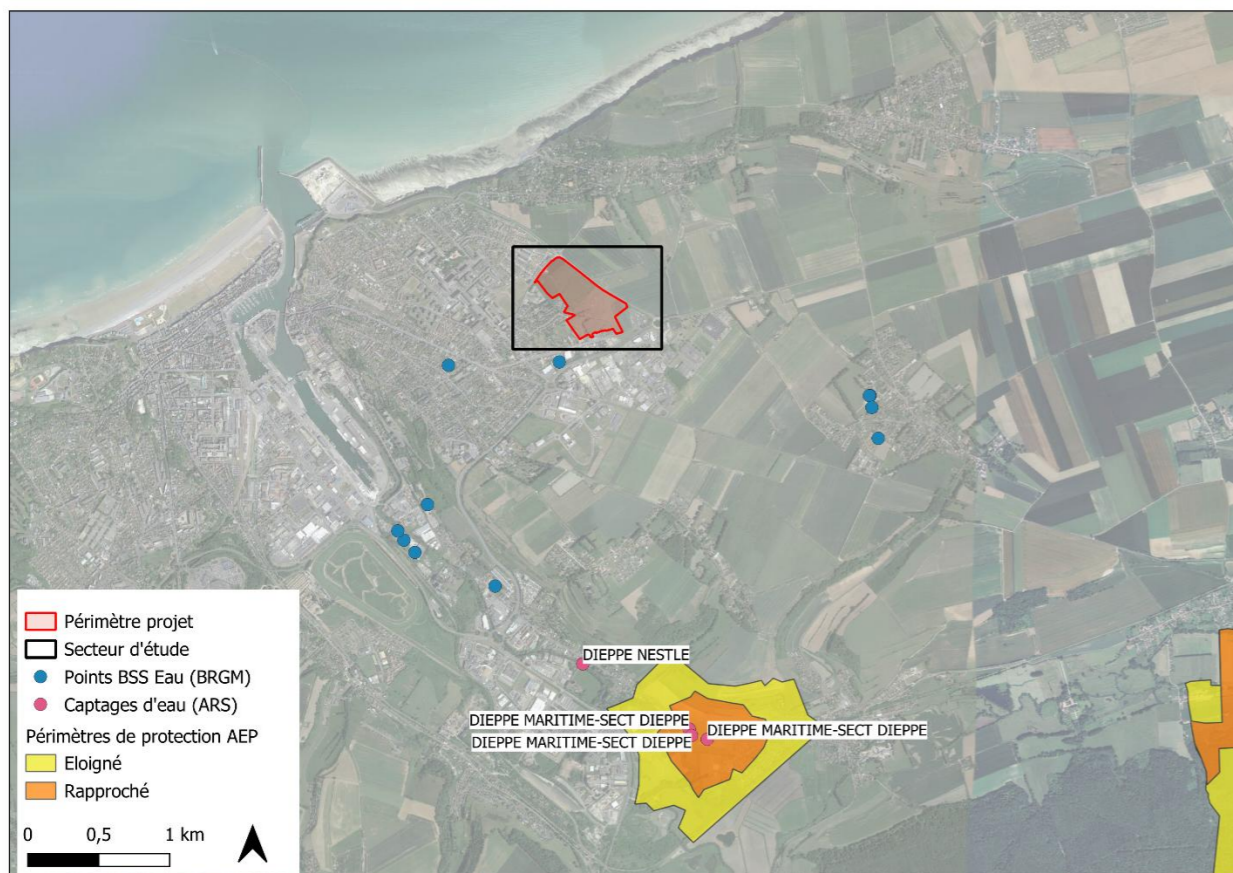 DIEPPE NESTLE
DIEPPE MARITIME-SECT DIEPPE
DIEPPE MARITIME-SECT DIEPPE
DIEPPE MARITIME-SECT DIEPPE
Périmètre projet
Secteur d'étude
Points BSS Eau (BRGM)
Captages d'eau (ARS)
Périmètres de protection AEP
Eloigné
Rapproché
0 0,5 1 km